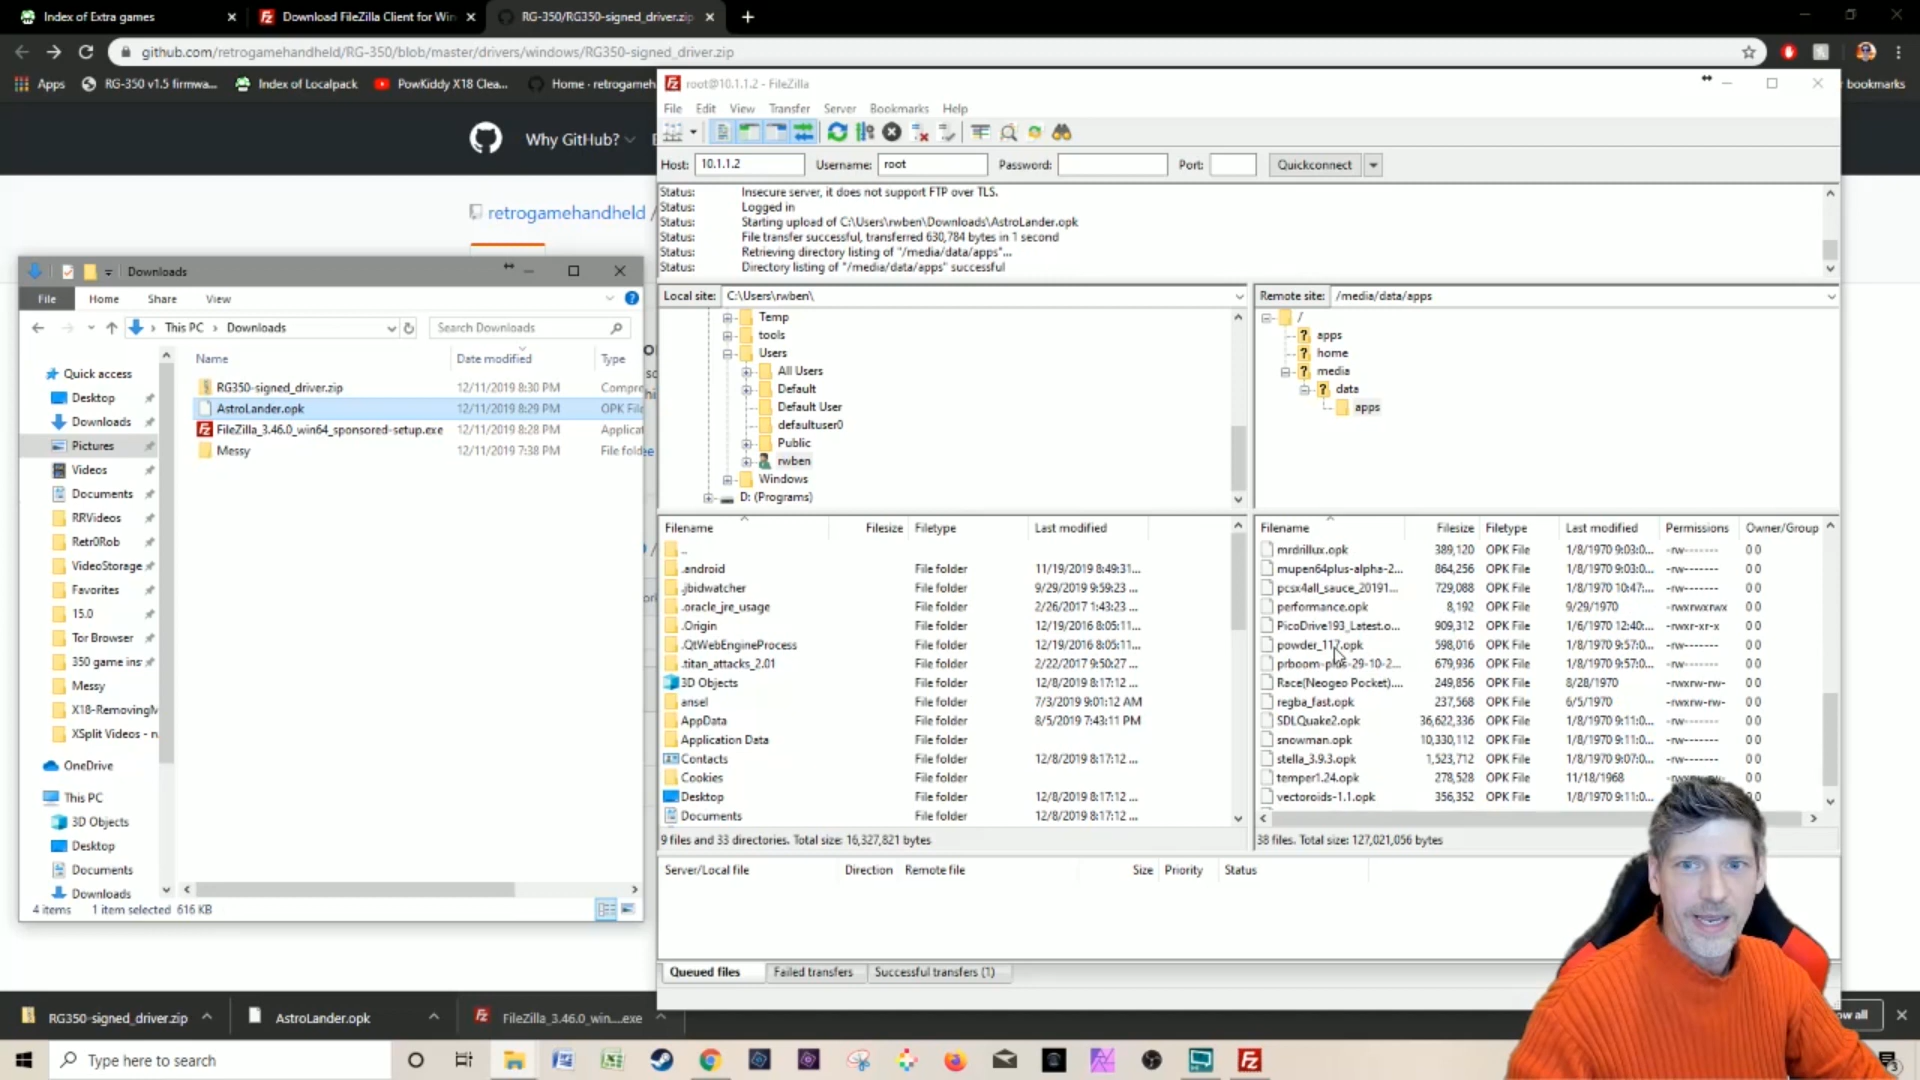 Index of Extra games
Download FileZilla Client for Win
RG-350/RG350-signed_driver.zip
github.com/retrogamehandheld/RG-350/blob/master/drivers/windows/RG350-signed_driver.zip
Apps
RG-350 v1.5 firmwa...
Index of Localpack
PowKiddy X18 Clea...
Home - retrogameh
bookmarks
Why GitHub?
retrogamehandheld /
root@10.1.1.2 - FileZilla
File Edit View Transfer Server Bookmarks Help
Host: 10.1.1.2 Username: root Password: Port: Quickconnect
Status: Insecure server, it does not support FTP over TLS.
Status: Logged in
Status: Starting upload of C:\Users\rwben\Downloads\AstroLander.opk
Status: File transfer successful, transferred 630,784 bytes in 1 second
Status: Retrieving directory listing of "/media/data/apps"...
Status: Directory listing of "/media/data/apps" successful
Local site: C:\Users\rwben\
Temp
tools
Users
All Users
Default
Default User
defaultuser0
Public
rwben
Windows
D: (Programs)
Remote site: /media/data/apps
/
apps
home
media
data
apps
Filename Filesize Filetype Last modified
..
.android File folder 11/19/2019 8:49:31...
.jbidwatcher File folder 9/29/2019 9:59:23 ...
.oracle_jre_usage File folder 2/26/2017 1:43:23 ...
.Origin File folder 12/19/2016 8:05:11...
.QtWebEngineProcess File folder 12/19/2016 8:05:11...
.titan_attacks_2.01 File folder 2/22/2017 9:50:27 ...
3D Objects File folder 12/8/2019 8:17:12 ...
ansel File folder 7/3/2019 9:01:12 AM
AppData File folder 8/5/2019 7:43:11 PM
Application Data File folder
Contacts File folder 12/8/2019 8:17:12 ...
Cookies File folder
Desktop File folder 12/8/2019 8:17:12 ...
Documents File folder 12/8/2019 8:17:12 ...
9 files and 33 directories. Total size: 16,327,821 bytes
Filename Filesize Filetype Last modified Permissions Owner/Group
mrdrillux.opk 389,120 OPK File 1/8/1970 9:03:0... -rw------- 0 0
mupen64plus-alpha-2... 864,256 OPK File 1/8/1970 9:03:0... -rw------- 0 0
pcsx4all_sauce_20191... 729,088 OPK File 1/8/1970 10:47:... -rw------- 0 0
performance.opk 8,192 OPK File 9/29/1970 -rwxrwxrwx 0 0
PicoDrive193_Latest.o... 909,312 OPK File 1/6/1970 12:40:... -rwxr-xr-x 0 0
powder_117.opk 598,016 OPK File 1/8/1970 9:57:0... -rw------- 0 0
prboom-plus-29-10-2... 679,936 OPK File 1/8/1970 9:57:0... -rw------- 0 0
Race(Neogeo Pocket).... 249,856 OPK File 8/28/1970 -rwxrw-rw- 0 0
regba_fast.opk 237,568 OPK File 6/5/1970 -rwxrw-rw- 0 0
SDLQuake2.opk 36,622,336 OPK File 1/8/1970 9:11:0... -rw------- 0 0
snowman.opk 10,330,112 OPK File 1/8/1970 9:11:0... -rw------- 0 0
stella_3.9.3.opk 1,523,712 OPK File 1/8/1970 9:07:0... -rw------- 0 0
temper1.24.opk 278,528 OPK File 11/18/1968 0 0
vectoroids-1.1.opk 356,352 OPK File 1/8/1970 9:11:0... 0 0
38 files. Total size: 127,021,056 bytes
Server/Local file Direction Remote file Size Priority Status
Queued files Failed transfers Successful transfers (1)
Downloads
File Home Share View
This PC Downloads Search Downloads
Name Date modified Type
RG350-signed_driver.zip 12/11/2019 8:30 PM Compre
AstroLander.opk 12/11/2019 8:29 PM OPK File
FileZilla_3.46.0_win64_sponsored-setup.exe 12/11/2019 8:28 PM Applicat
Messy 12/11/2019 7:38 PM File folde
Quick access
Desktop
Downloads
Pictures
Videos
Documents
RRVideos
Retr0Rob
VideoStorage
Favorites
15.0
Tor Browser
350 game ins
Messy
X18-RemovingM
XSplit Videos - n
OneDrive
This PC
3D Objects
Desktop
Documents
Downloads
4 items 1 item selected 616 KB
RG350-signed_driver.zip
AstroLander.opk
FileZilla_3.46.0_win....exe
ow all
Type here to search